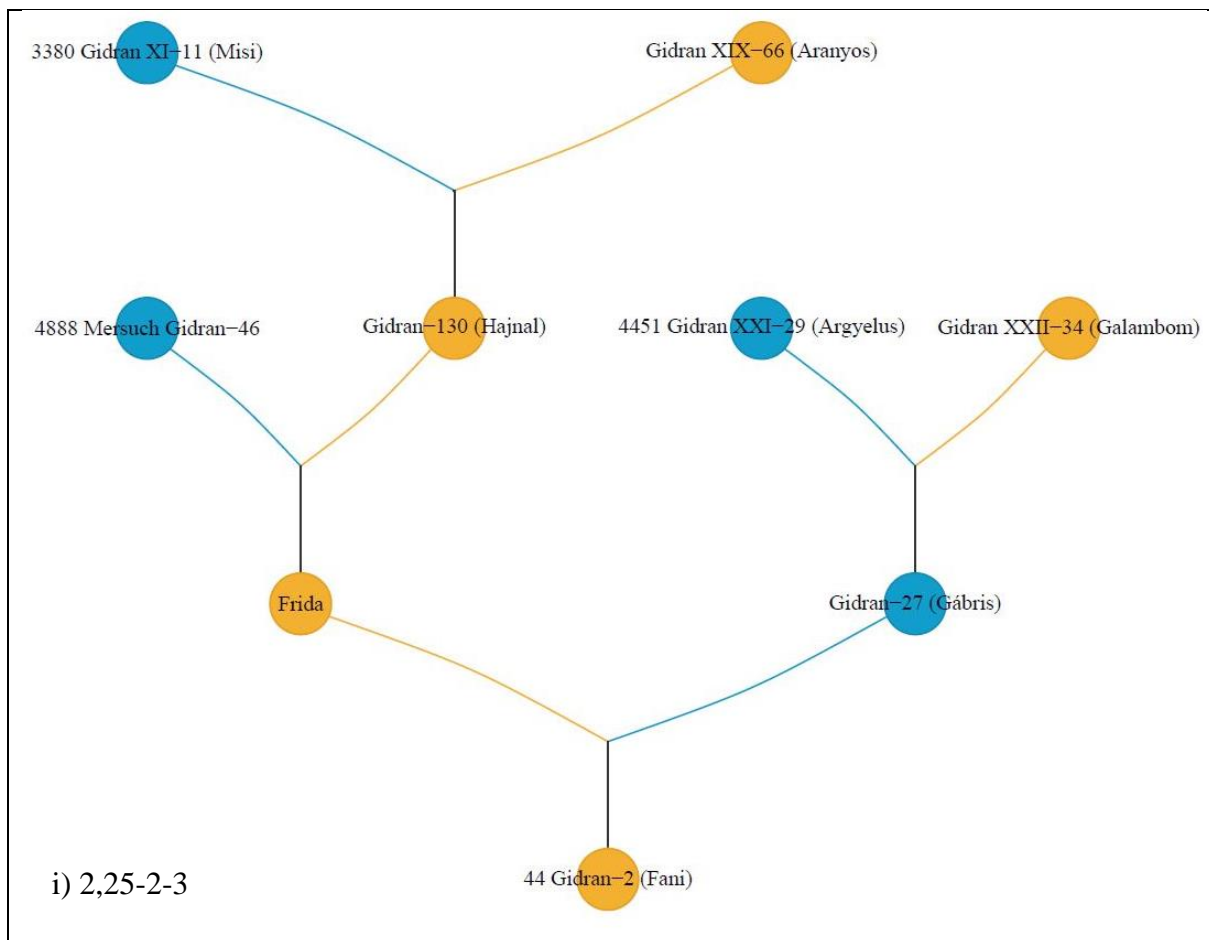 3380 Gidran XI−11 (Misi)
Gidran XIX−66 (Aranyos)
4888 Mersuch Gidran−46
Gidran−130 (Hajnal)
4451 Gidran XXI−29 (Argyelus)
Gidran XXII−34 (Galambom)
Frida
Gidran−27 (Gábris)
44 Gidran−2 (Fani)
i) 2,25-2-3